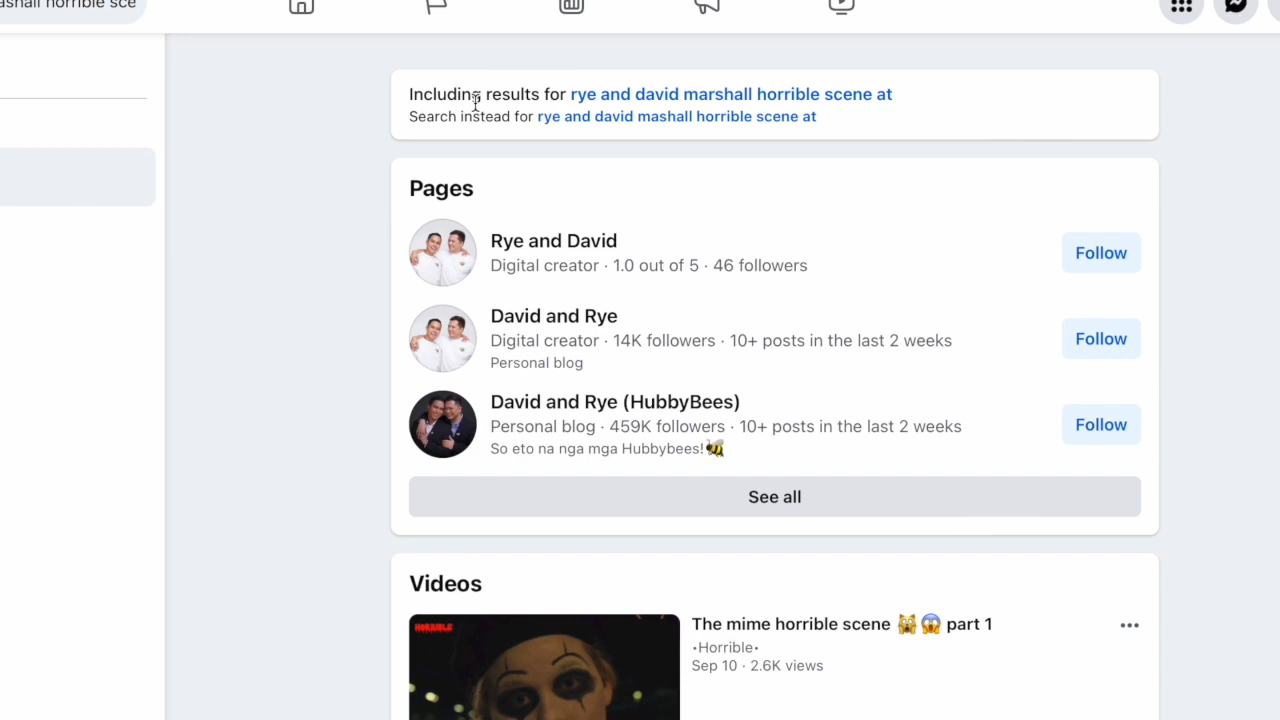 ashall horrible sce
Including results for rye and david marshall horrible scene at
Search instead for rye and david mashall horrible scene at
Pages
Rye and David
Digital creator · 1.0 out of 5 · 46 followers
Follow
David and Rye
Digital creator · 14K followers · 10+ posts in the last 2 weeks
Personal blog
Follow
David and Rye (HubbyBees)
Personal blog · 459K followers · 10+ posts in the last 2 weeks
So eto na nga mga Hubbybees!🐝
Follow
See all
Videos
HORRIBLE
The mime horrible scene 🙀😱 part 1
•Horrible•
Sep 10 · 2.6K views